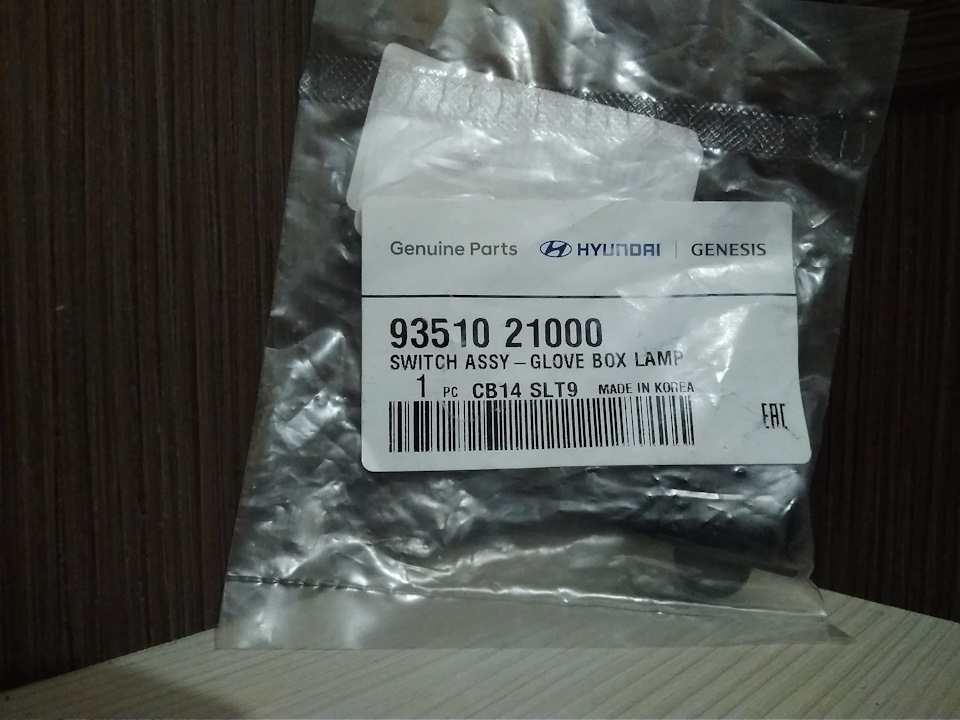 Genuine Parts HYUNDAI | GENESIS
93510 21000
SWITCH ASSY – GLOVE BOX LAMP
1 PC CB14 SLT9 MADE IN KOREA
EAC